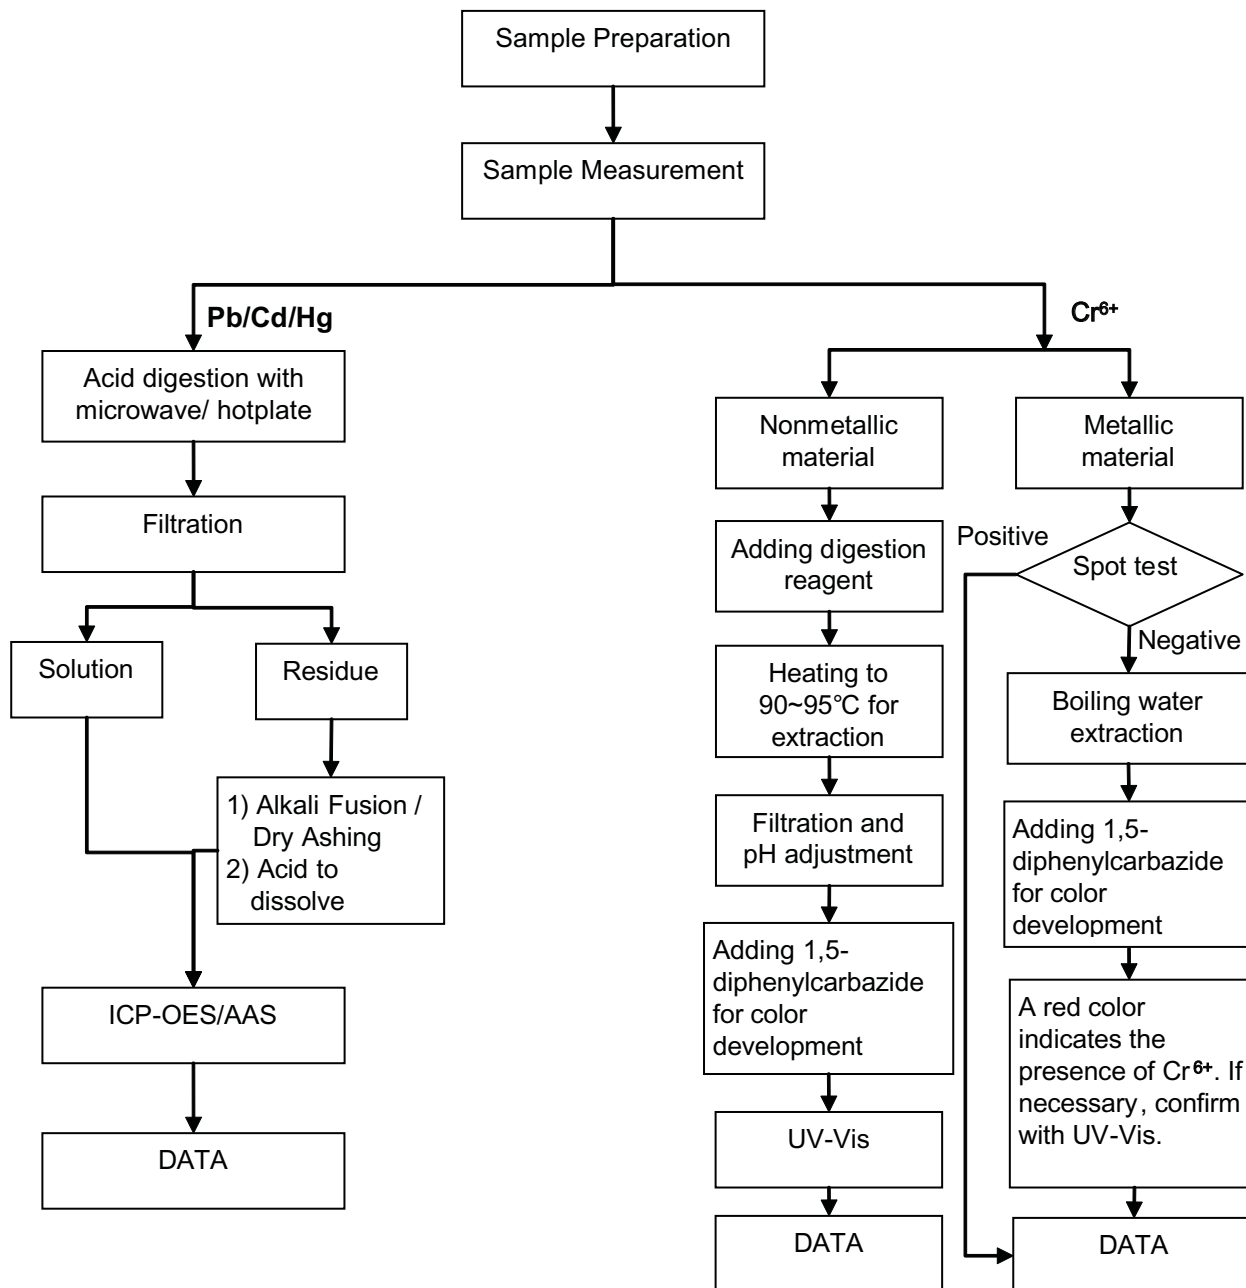 Sample Preparation
Sample Measurement
Pb/Cd/Hg
Cr⁶⁺
Acid digestion with
microwave/ hotplate
Filtration
Solution
Residue
1) Alkali Fusion /
Dry Ashing
2) Acid to
dissolve
ICP-OES/AAS
DATA
Nonmetallic
material
Adding digestion
reagent
Heating to
90~95℃ for
extraction
Filtration and
pH adjustment
Adding 1,5-
diphenylcarbazide
for color
development
UV-Vis
DATA
Metallic
material
Positive
Spot test
Negative
Boiling water
extraction
Adding 1,5-
diphenylcarbazide
for color
development
A red color
indicates the
presence of Cr⁶⁺. If
necessary, confirm
with UV-Vis.
DATA